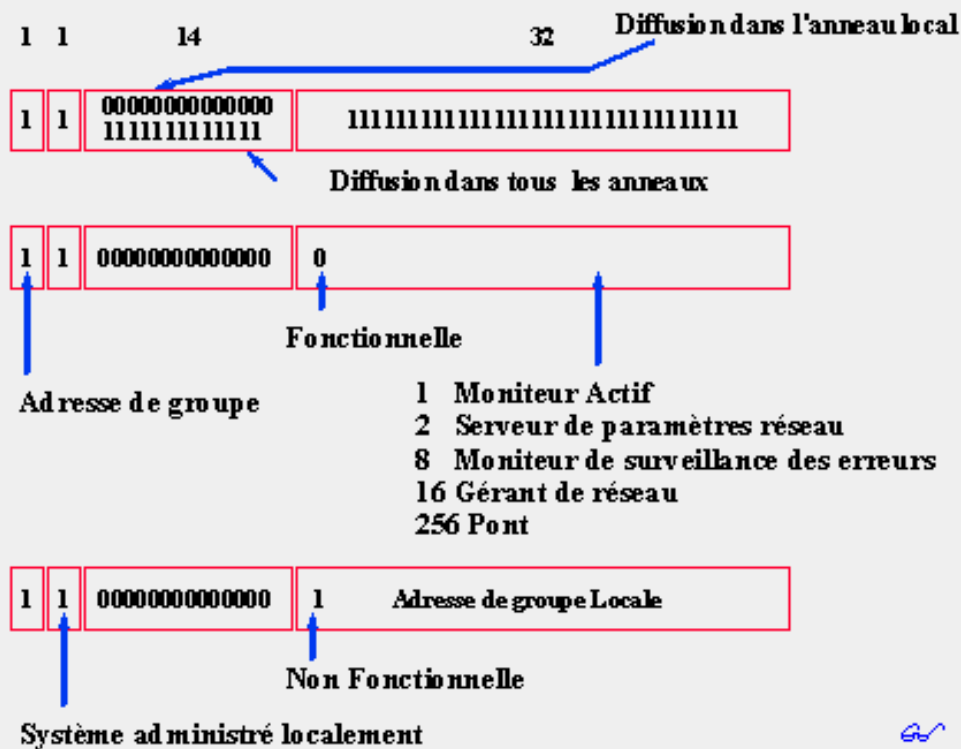 1 1 14 32 Diffusion dans l'anneau local
1 1 00000000000000 11111111111111111111111111111111
1111111111111
Diffusion dans tous les anneaux
1 1 00000000000000 0
Fonctionnelle
Adresse de groupe
1 Moniteur Actif
2 Serveur de paramètres réseau
8 Moniteur de surveillance des erreurs
16 Gérant de réseau
256 Pont
1 1 00000000000000 1 Adresse de groupe Locale
Non Fonctionnelle
Système administré localement